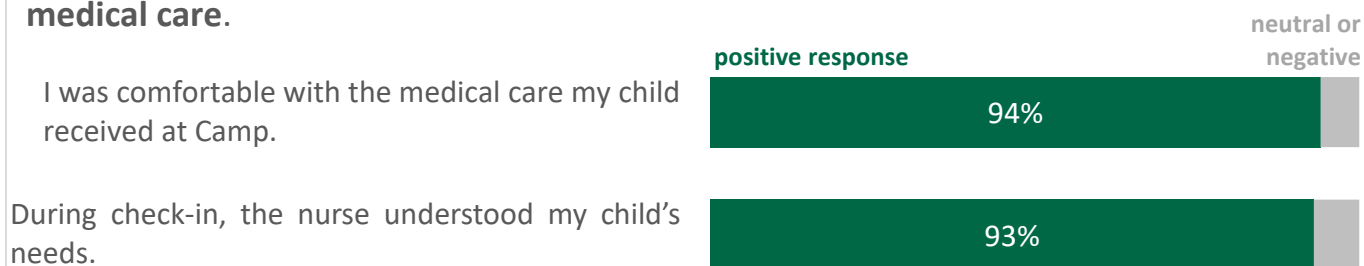 medical care.
neutral or
positive response negative
I was comfortable with the medical care my child
received at Camp.
94%
During check-in, the nurse understood my child’s
needs.
93%